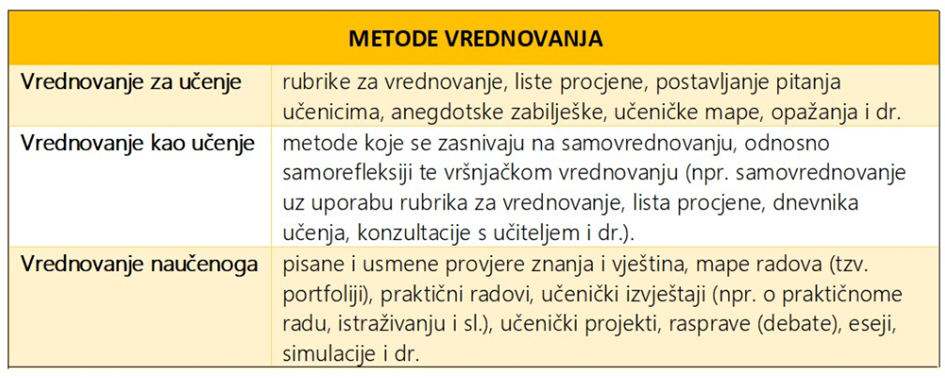 METODE VREDNOVANJA
Vrednovanje za učenje
rubrike za vrednovanje, liste procjene, postavljanje pitanja
učenicima, anegdotske zabilješke, učeničke mape, opažanja i dr.
Vrednovanje kao učenje
metode koje se zasnivaju na samovrednovanju, odnosno
samorefleksiji te vršnjačkom vrednovanju (npr. samovrednovanje
uz uporabu rubrika za vrednovanje, lista procjene, dnevnika
učenja, konzultacije s učiteljem i dr.).
Vrednovanje naučenoga
pisane i usmene provjere znanja i vještina, mape radova (tzv.
portfoliji), praktični radovi, učenički izvještaji (npr. o praktičnome
radu, istraživanju i sl.), učenički projekti, rasprave (debate), eseji,
simulacije i dr.